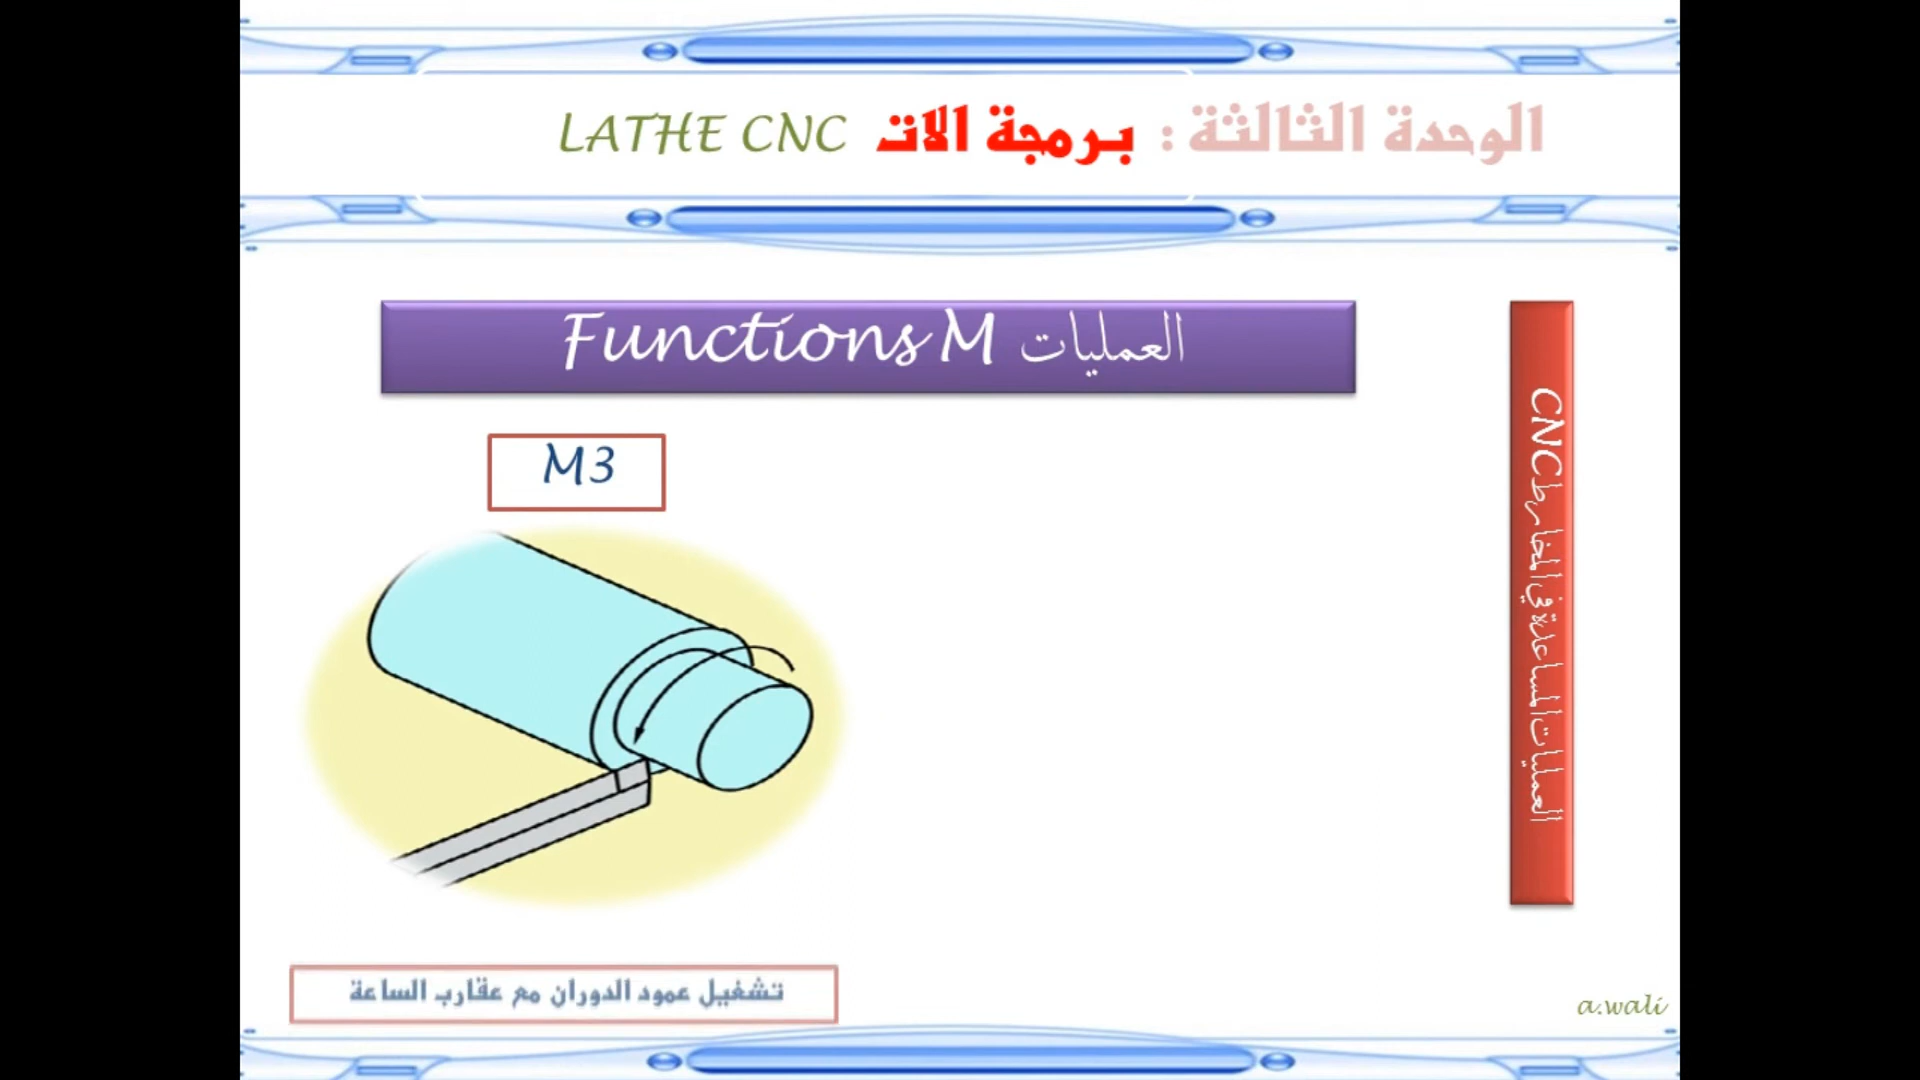 الوحدة الثالثة : برمجة الات LATHE CNC
العمليات Functions M
M3
العمليات المساعدة في المخارط CNC
تشغيل عمود الدوران مع عقارب الساعة
a.wali